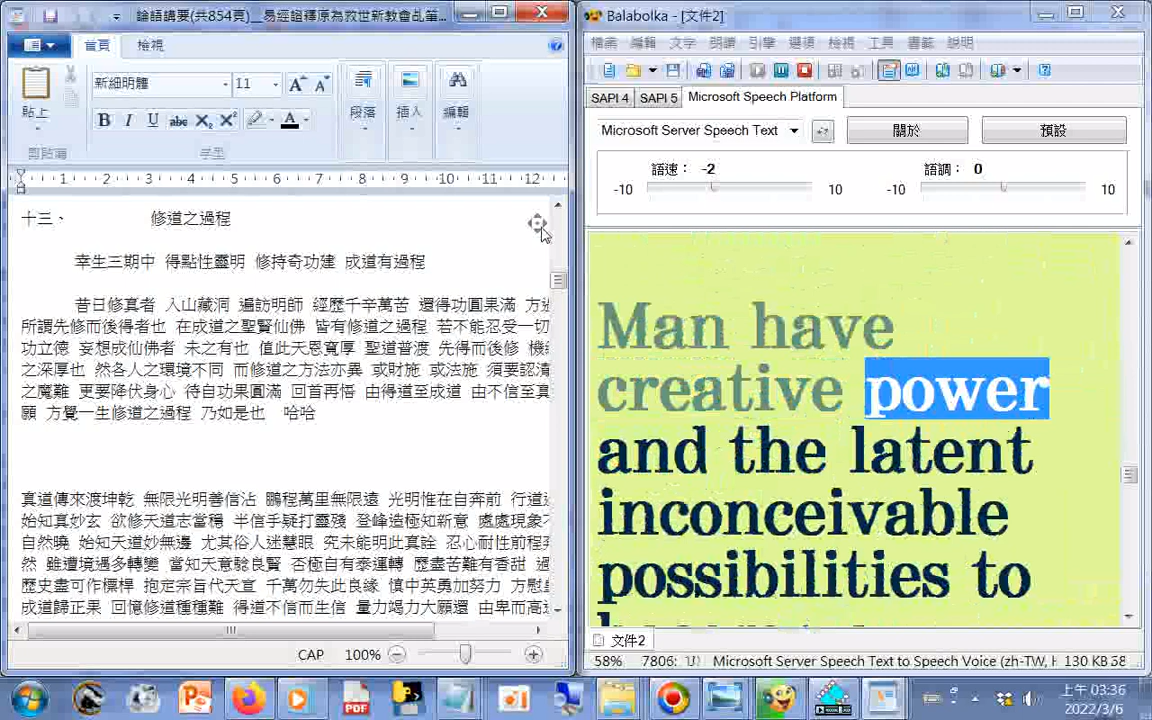 論語講要(共854頁)__易經證釋原為救世新教會乩筆...
首頁
檢視
新細明體
11
貼上
B I U abc X₂ X² A
段落
插入
編輯
剪貼簿
字型
1 2 3 4 5 6 7 8 9 10 11 12
十三、 修道之過程
幸生三期中 得點性靈明 修持奇功建 成道有過程
昔日修真者 入山藏洞 遍訪明師 經歷千辛萬苦 還得功圓果滿 方
所謂先修而後得者也 在成道之聖賢仙佛 皆有修道之過程 若不能忍受一切
功立德 妄想成仙佛者 未之有也 值此天恩寬厚 聖道普渡 先得而後修 機
之深厚也 然各人之環境不同 而修道之方法亦異 或財施 或法施 須要認清
之魔難 更要降伏身心 待自功果圓滿 回首再悟 由得道至成道 由不信至真
願 方覺一生修道之過程 乃如是也 哈哈
真道傳來渡坤乾 無限光明善信沾 鵬程萬里無限遠 光明惟在自奔前 行道
始知真妙玄 欲修天道志當穩 半信乎疑打靈殘 登峰造極知新意 處處現象
自然曉 始知天道妙無邊 尤其俗人迷慧眼 究未能明此真詮 忍心耐性前程
然 雖遭境遇多轉變 當知天意驗良賢 否極自有泰運轉 歷盡苦難有香甜 過
歷史盡可作標桿 抱定宗旨代天宣 千萬勿失此良緣 慎中英勇加努力 方慰
成道歸正果 回憶修道種種難 得道不信而生信 量力竭力大願還 由卑而高
CAP 100%
Balabolka - [文件2]
檔案 編輯 文字 朗讀 引擎 選項 檢視 工具 書籤 說明
SAPI 4 SAPI 5 Microsoft Speech Platform
Microsoft Server Speech Text
關於
預設
語速： -2
語調： 0
-10 10 -10 10
Man have
creative power
and the latent
inconceivable
possibilities to
文件2
58% 7806: Microsoft Server Speech Text to Speech Voice (zh-TW, H 130 KB 58
上午 03:36
2022/3/6